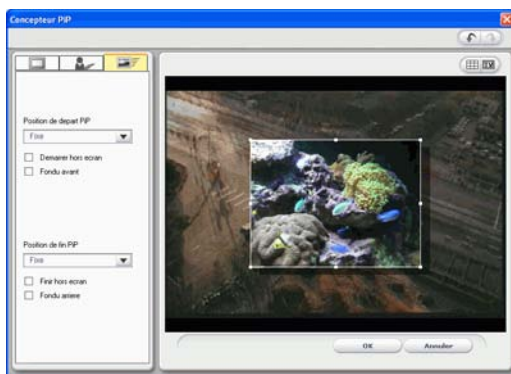 Concepteur PiP
Position de depart PiP
Fixe
Demarrer hors ecran
Fondu avant
Position de fin PiP
Fixe
Finir hors ecran
Fondu arriere
OK
Annuler